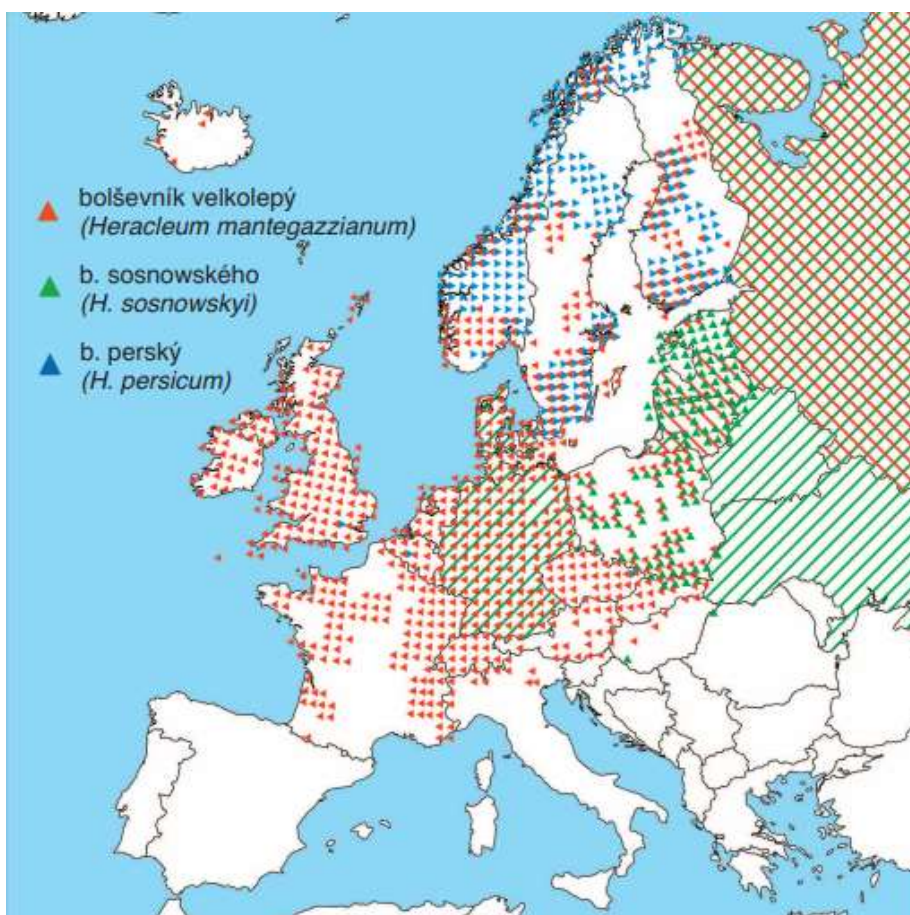 bolševník velkolepý
(Heracleum mantegazzianum)
b. sosnowského
(H. sosnowskyi)
b. perský
(H. persicum)